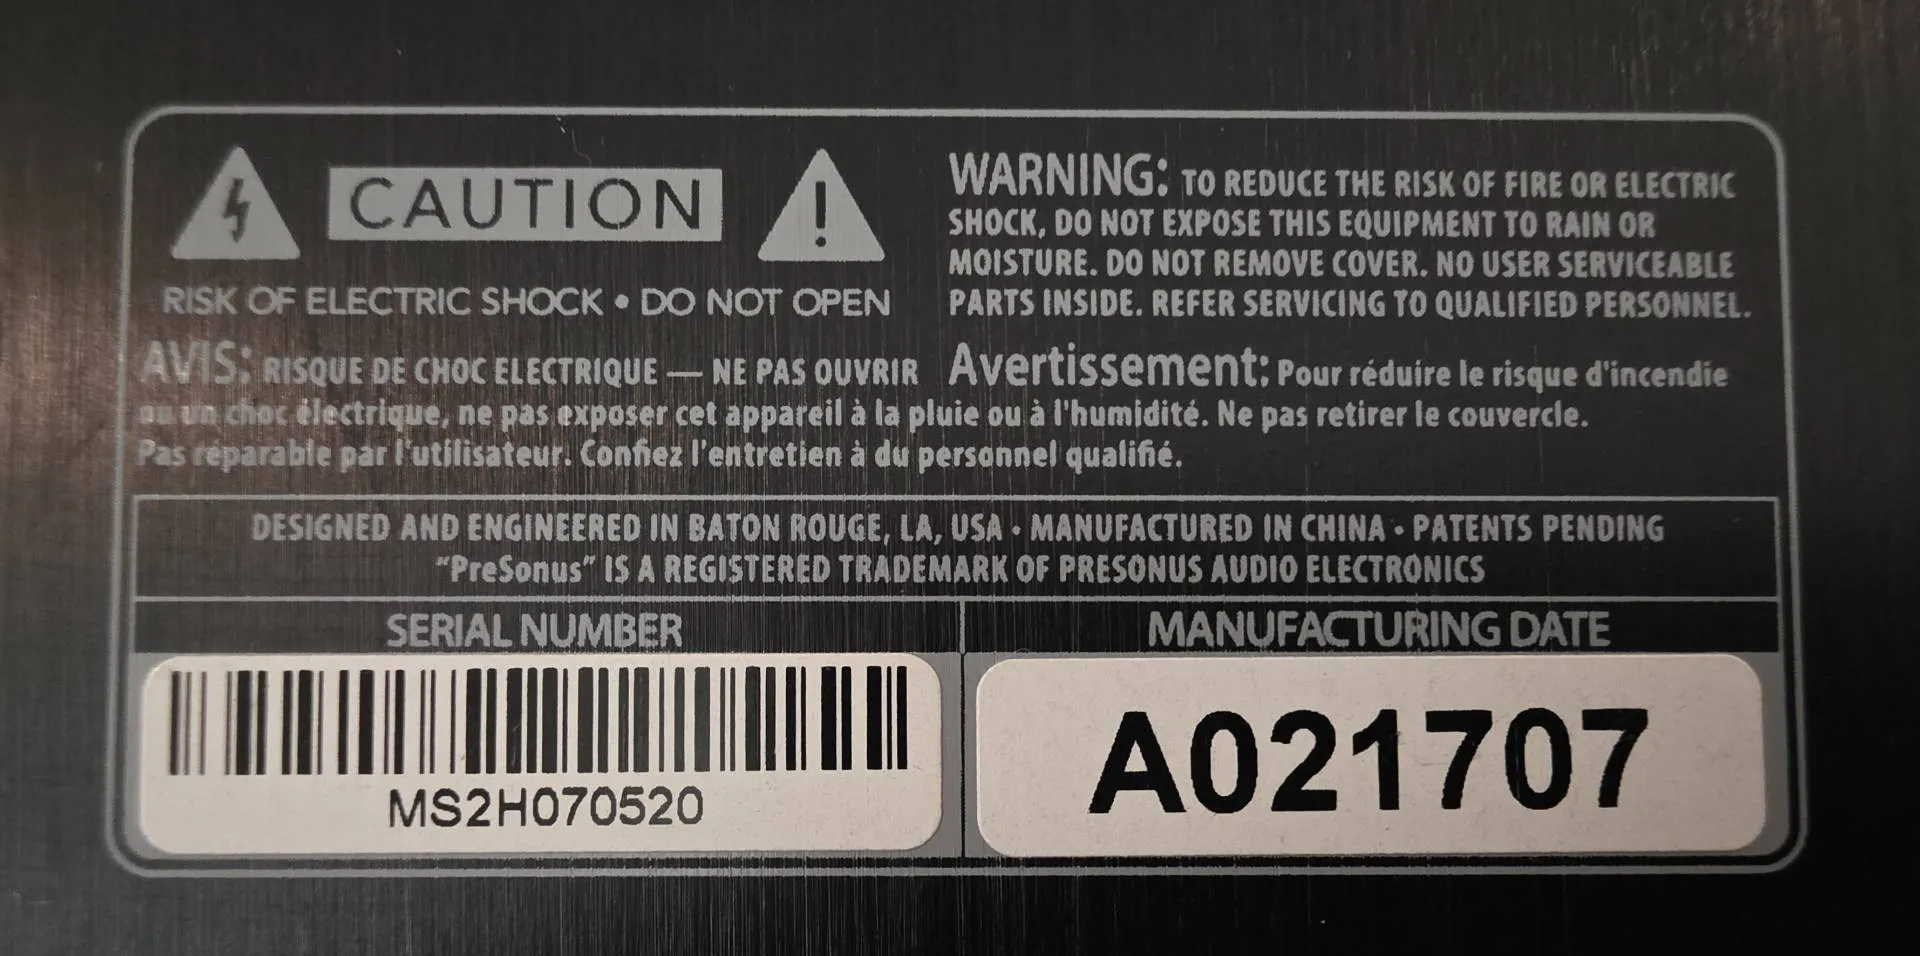 CAUTION
RISK OF ELECTRIC SHOCK • DO NOT OPEN
WARNING: TO REDUCE THE RISK OF FIRE OR ELECTRIC
SHOCK, DO NOT EXPOSE THIS EQUIPMENT TO RAIN OR
MOISTURE. DO NOT REMOVE COVER. NO USER SERVICEABLE
PARTS INSIDE. REFER SERVICING TO QUALIFIED PERSONNEL.
AVIS: RISQUE DE CHOC ELECTRIQUE — NE PAS OUVRIR Avertissement: Pour réduire le risque d'incendie
ou un choc électrique, ne pas exposer cet appareil à la pluie ou à l'humidité. Ne pas retirer le couvercle.
Pas réparable par l'utilisateur. Confiez l'entretien à du personnel qualifié.
DESIGNED AND ENGINEERED IN BATON ROUGE, LA, USA • MANUFACTURED IN CHINA • PATENTS PENDING
“PreSonus” IS A REGISTERED TRADEMARK OF PRESONUS AUDIO ELECTRONICS
SERIAL NUMBER
MS2H070520
MANUFACTURING DATE
A021707